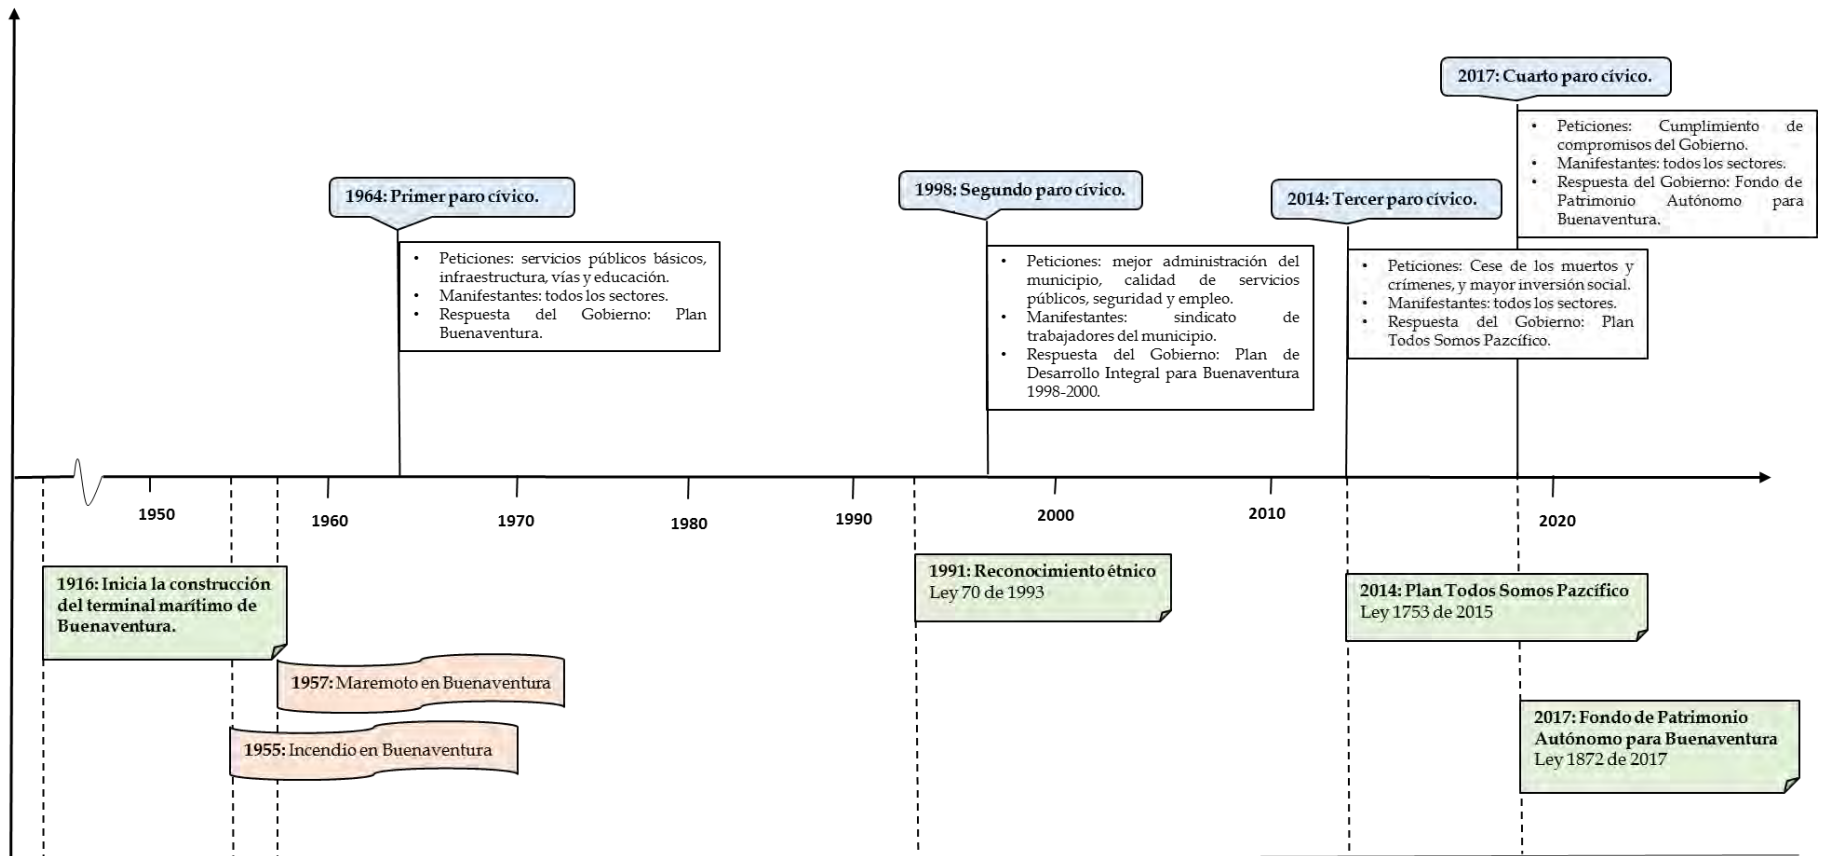 2017: Cuarto paro cívico.
• Peticiones: Cumplimiento de
compromisos del Gobierno.
• Manifestantes: todos los sectores.
• Respuesta del Gobierno: Fondo de
Patrimonio Autónomo para
Buenaventura.
1964: Primer paro cívico.
• Peticiones: servicios públicos básicos,
infraestructura, vías y educación.
• Manifestantes: todos los sectores.
• Respuesta del Gobierno: Plan
Buenaventura.
1998: Segundo paro cívico.
• Peticiones: mejor administración del
municipio, calidad de servicios
públicos, seguridad y empleo.
• Manifestantes: sindicato de
trabajadores del municipio.
• Respuesta del Gobierno: Plan de
Desarrollo Integral para Buenaventura
1998-2000.
2014: Tercer paro cívico.
• Peticiones: Cese de los muertos y
crímenes, y mayor inversión social.
• Manifestantes: todos los sectores.
• Respuesta del Gobierno: Plan
Todos Somos Pazcífico.
1950
1960
1970
1980
1990
2000
2010
2020
1916: Inicia la construcción
del terminal marítimo de
Buenaventura.
1957: Maremoto en Buenaventura
1955: Incendio en Buenaventura
1991: Reconocimiento étnico
Ley 70 de 1993
2014: Plan Todos Somos Pazcífico
Ley 1753 de 2015
2017: Fondo de Patrimonio
Autónomo para Buenaventura
Ley 1872 de 2017